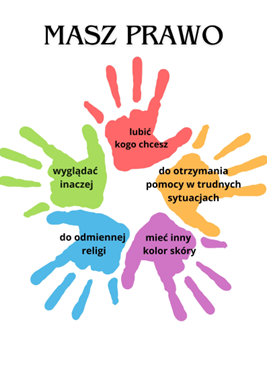 MASZ PRAWO
lubić
kogo chcesz
wyglądać
inaczej
do otrzymania
pomocy w trudnych
sytuacjach
do odmiennej
religi
mieć inny
kolor skóry